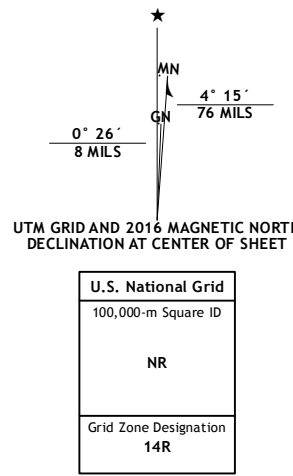 ★
MN
GN
4° 15´
76 MILS
0° 26´
8 MILS
UTM GRID AND 2016 MAGNETIC NORTH
DECLINATION AT CENTER OF SHEET
U.S. National Grid
100,000-m Square ID
NR
Grid Zone Designation
14R